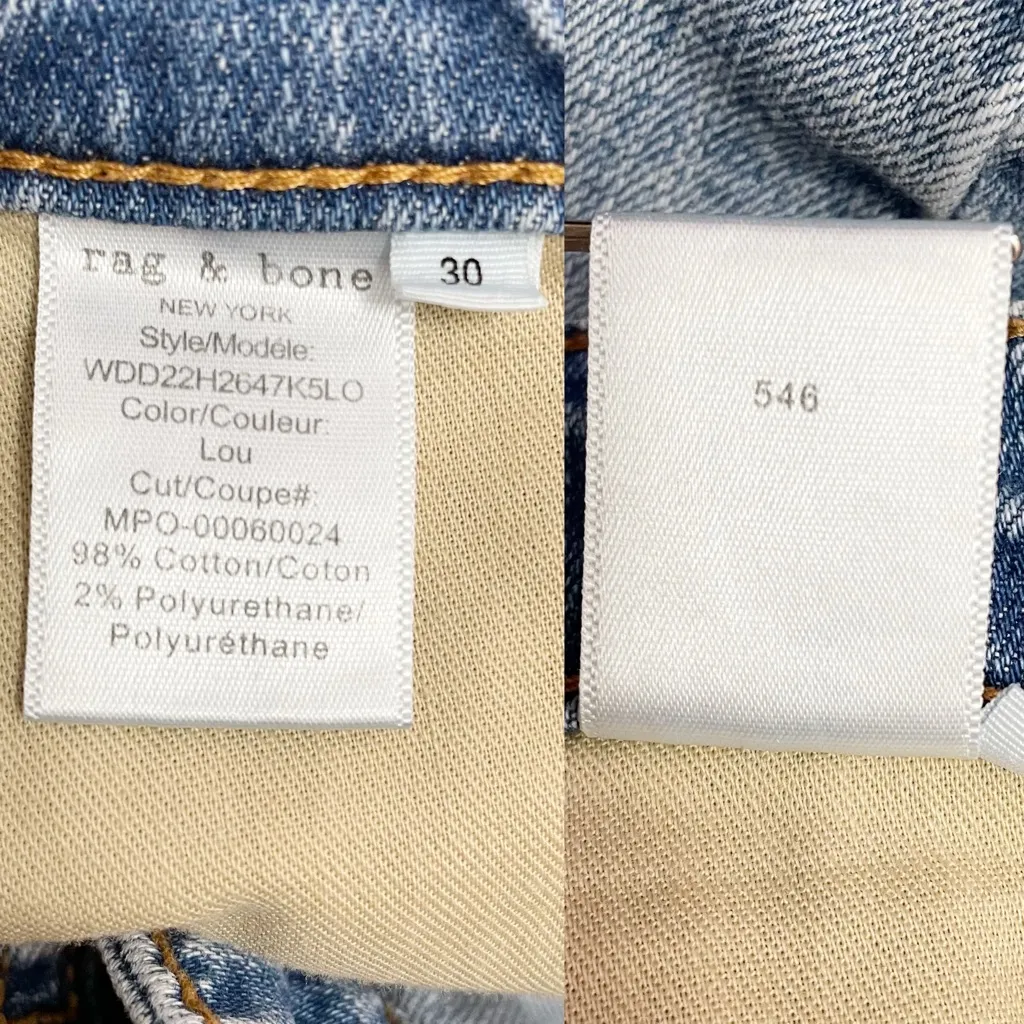 rag & bone
30
NEW YORK
Style/Modéle:
WDD22H2647K5LO
Color/Couleur:
Lou
Cut/Coupe#:
MPO-00060024
98% Cotton/Coton
2% Polyurethane/
Polyuréthane
546